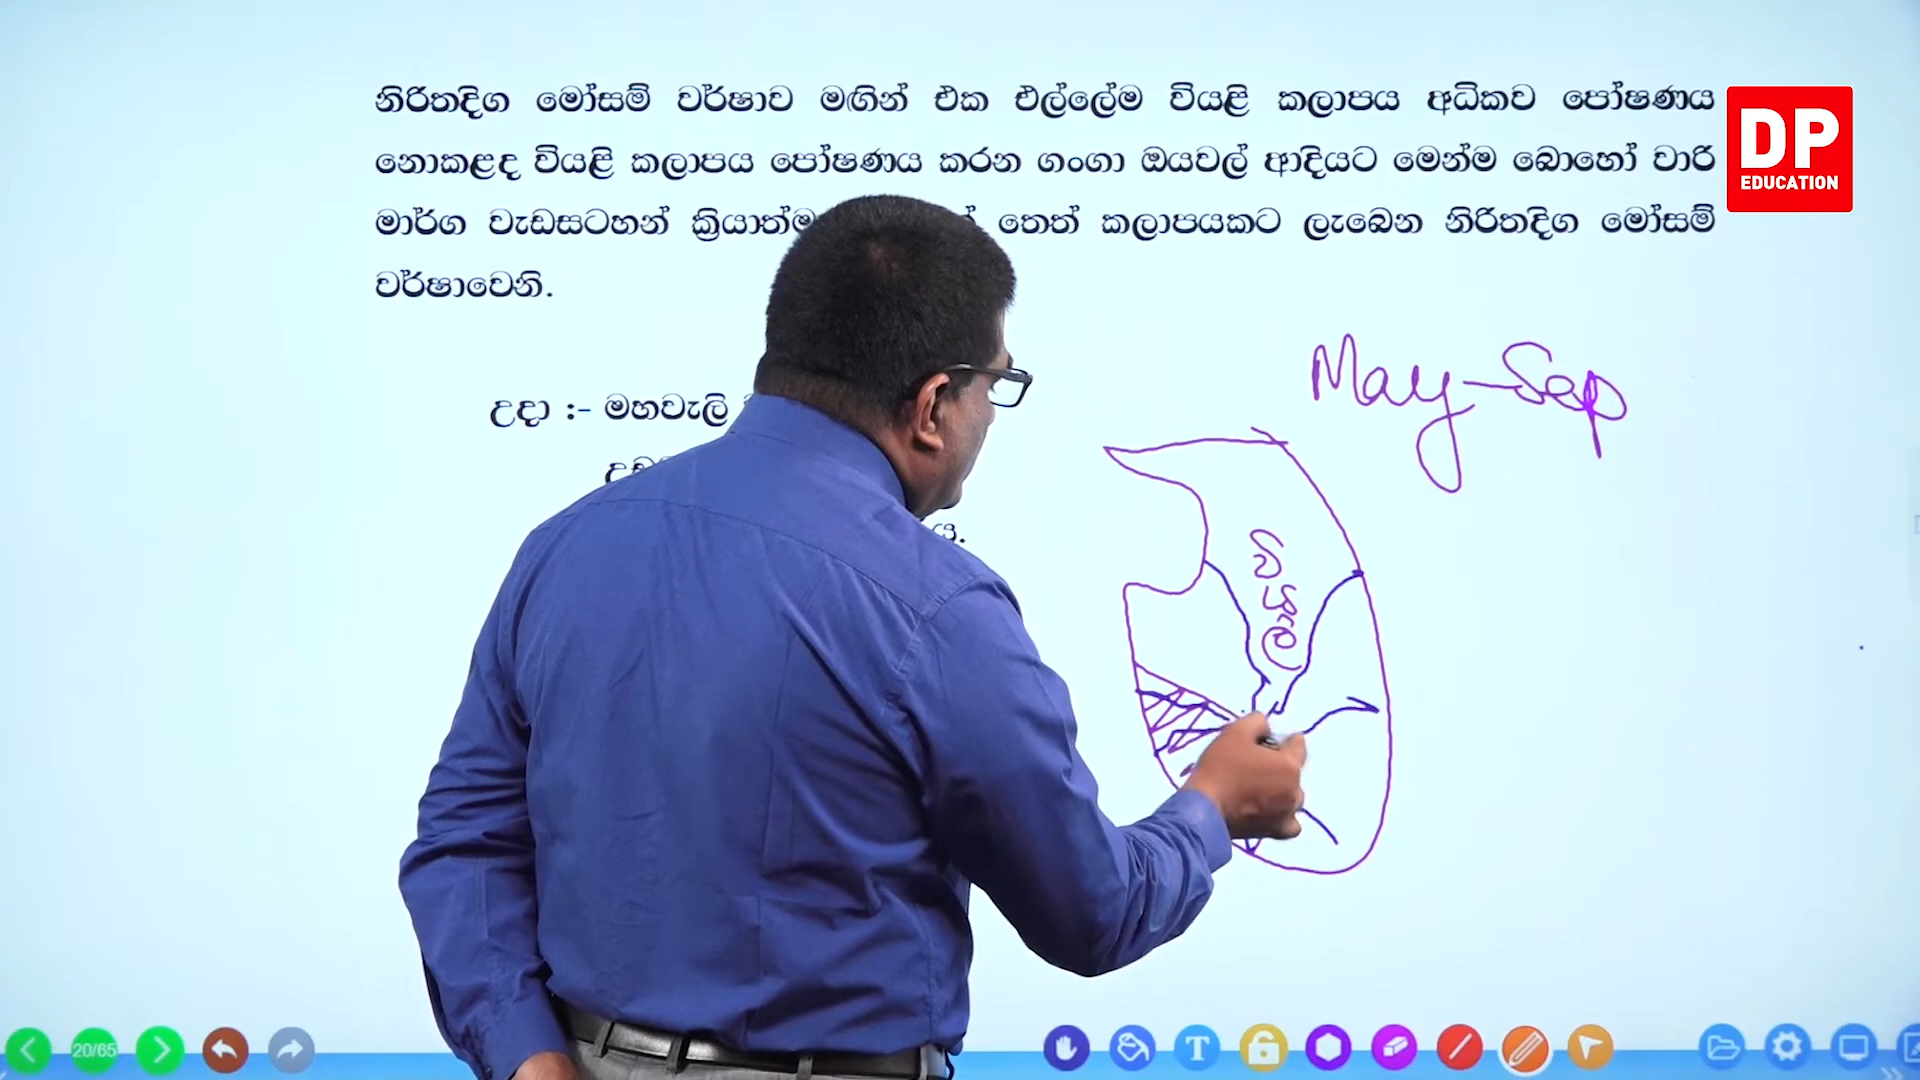 නිරිතදිග මෝසම් වර්ෂාව මඟින් එක එල්ලේම වියළි කලාපය අධිකව පෝෂණය
නොකළද වියළි කලාපය පෝෂණය කරන ගංගා ඔයවල් ආදියට මෙන්ම බොහෝ වාරි
මාර්ග වැඩසටහන් තෙත් කලාපයකට ලැබෙන නිරිතදිග මෝසම්
වර්ෂාවෙනි.
DP
EDUCATION
May-Sep
උදා :- මහවැලි
වියළි
20/65
T